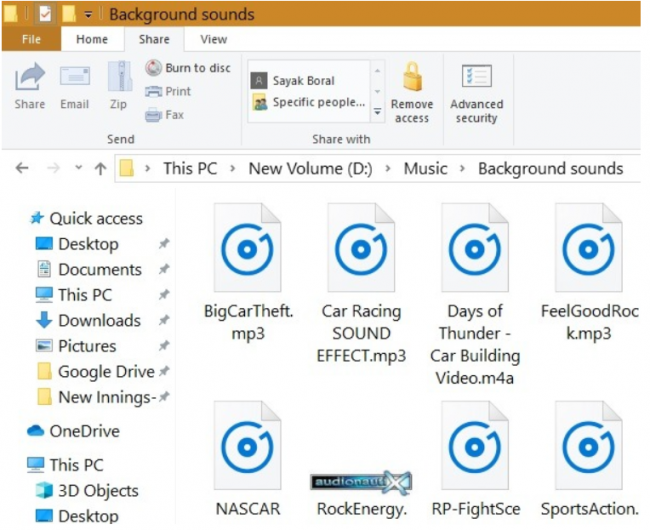 Background sounds
File Home Share View
Share
Email
Zip
Burn to disc
Print
Fax
Send
Sayak Boral
Specific people...
Share with
Remove
access
Advanced
security
This PC New Volume (D:) Music Background sounds
Quick access
Desktop
Documents
This PC
Downloads
Pictures
Google Drive
New Innings-
OneDrive
This PC
3D Objects
Desktop
BigCarTheft.
mp3
Car Racing
SOUND
EFFECT.mp3
Days of
Thunder -
Car Building
Video.m4a
FeelGoodRoc
k.mp3
NASCAR
audionautix
RockEnergy.
RP-FightSce
SportsAction.